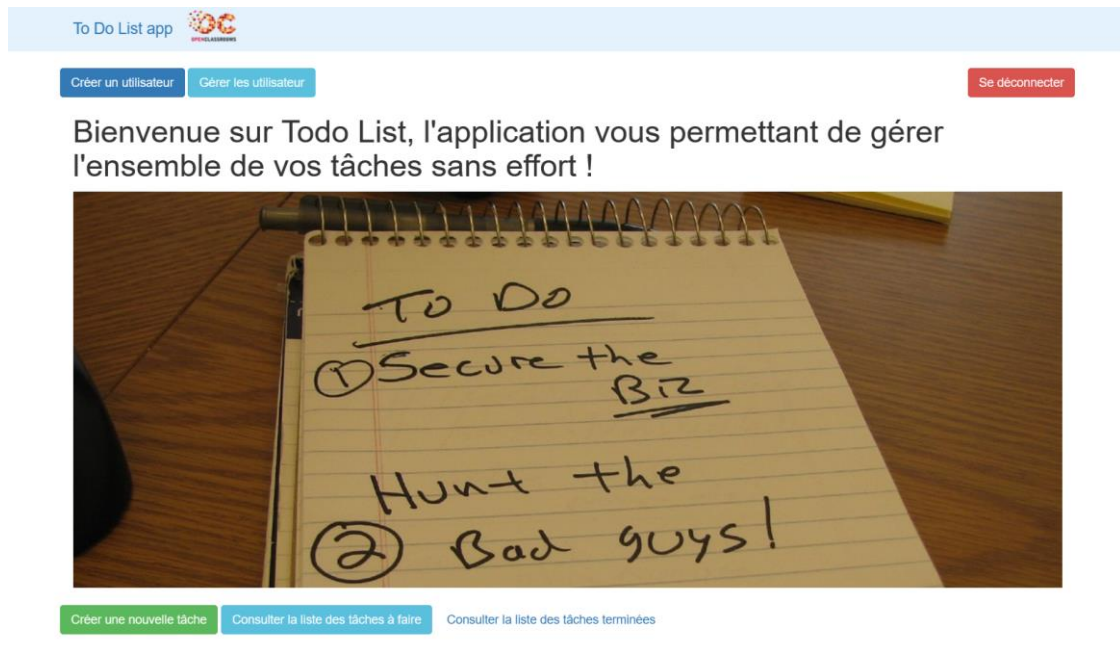 To Do List app
OC
OPENCLASSROOMS
Créer un utilisateur
Gérer les utilisateur
Se déconnecter
Bienvenue sur Todo List, l'application vous permettant de gérer
l'ensemble de vos tâches sans effort !
To Do
1 Secure the
Biz
Hunt the
2 Bad guys!
Créer une nouvelle tâche
Consulter la liste des tâches à faire
Consulter la liste des tâches terminées